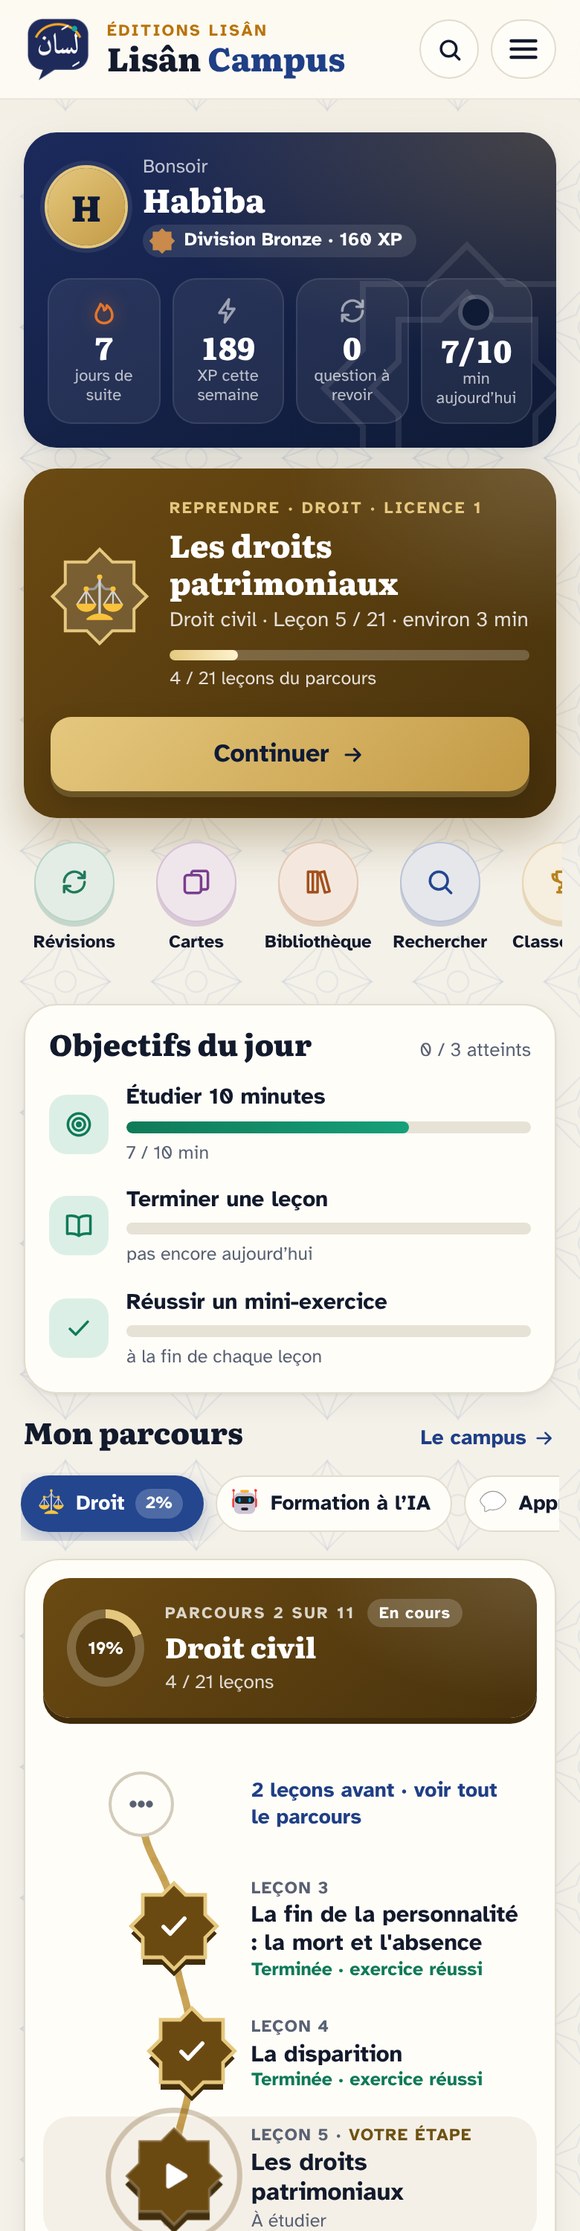 لِسَان
ÉDITIONS LISÂN
Lisân Campus
H
Bonsoir
Habiba
Division Bronze · 160 XP
7
jours de
suite
189
XP cette
semaine
0
question à
revoir
7/10
min
aujourd'hui
REPRENDRE · DROIT · LICENCE 1
Les droits
patrimoniaux
Droit civil · Leçon 5 / 21 · environ 3 min
4 / 21 leçons du parcours
Continuer →
Révisions
Cartes
Bibliothèque
Rechercher
Class
Objectifs du jour
0 / 3 atteints
Étudier 10 minutes
7 / 10 min
Terminer une leçon
pas encore aujourd'hui
Réussir un mini-exercice
à la fin de chaque leçon
Mon parcours
Le campus →
Droit 2%
Formation à l'IA
App
PARCOURS 2 SUR 11 En cours
19%
Droit civil
4 / 21 leçons
2 leçons avant · voir tout
le parcours
LEÇON 3
La fin de la personnalité
: la mort et l'absence
Terminée · exercice réussi
LEÇON 4
La disparition
Terminée · exercice réussi
LEÇON 5 · VOTRE ÉTAPE
Les droits
patrimoniaux
À étudier